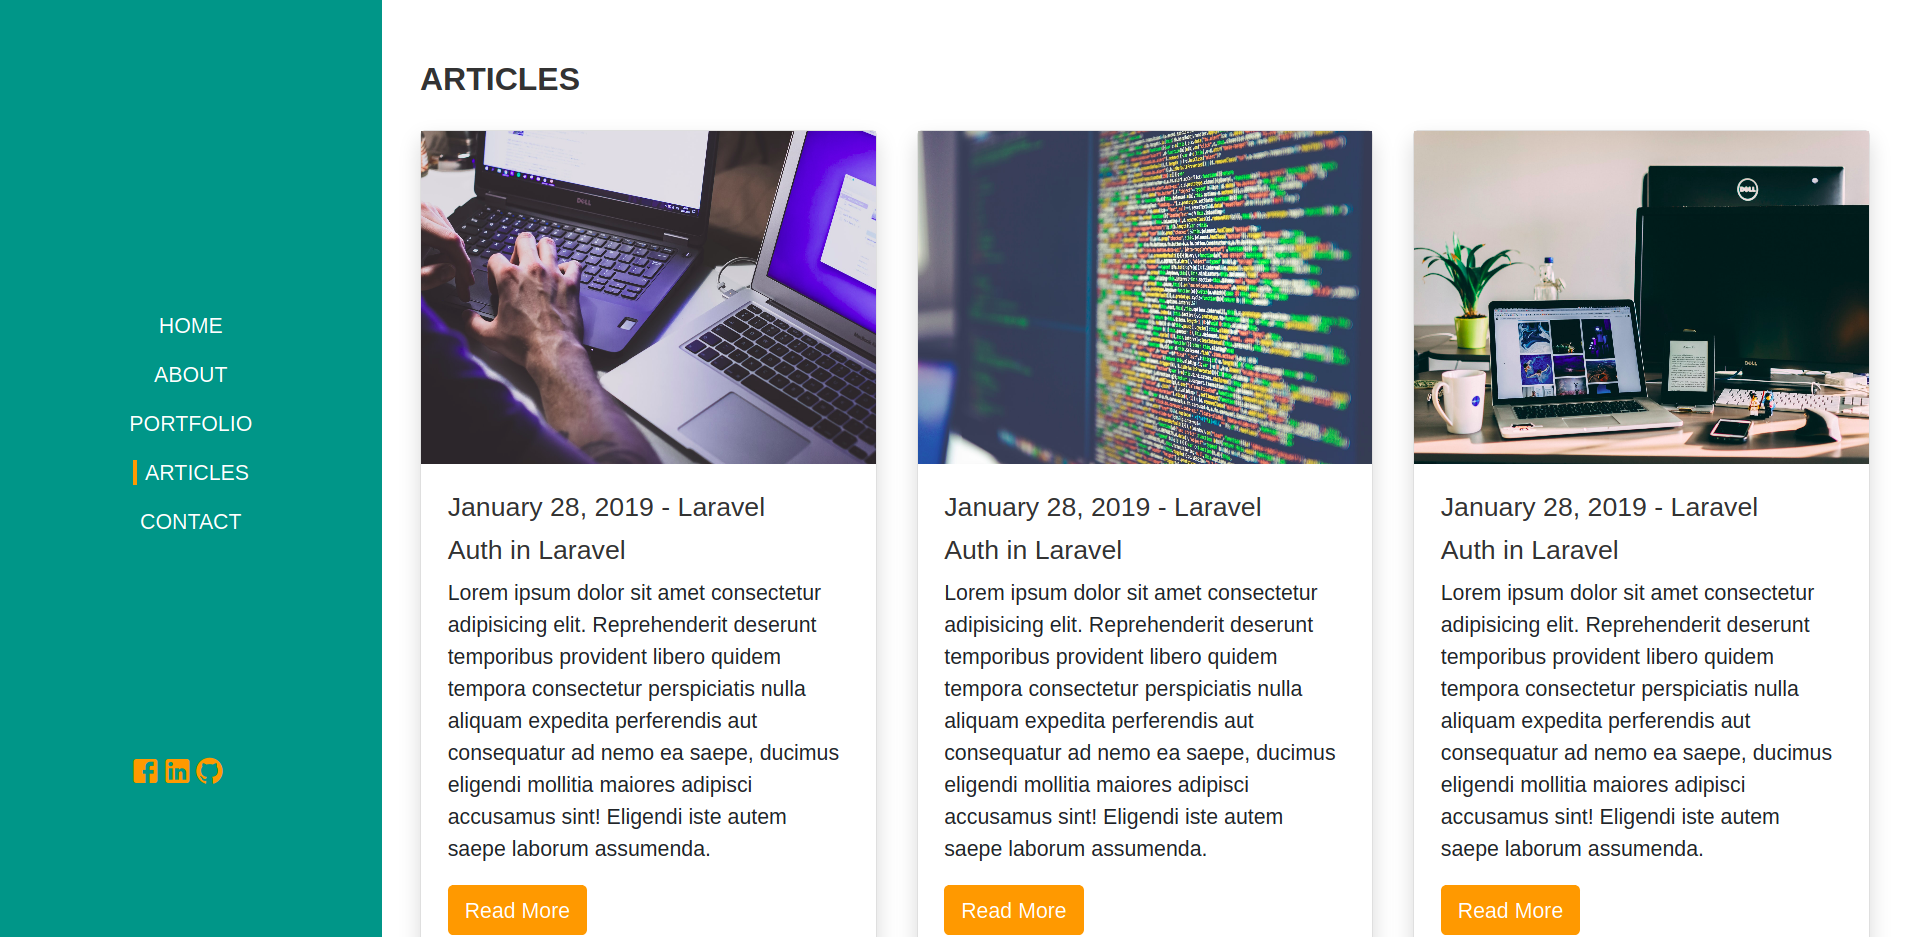 HOME
ABOUT
PORTFOLIO
ARTICLES
CONTACT
ARTICLES
DELL
January 28, 2019 - Laravel
Auth in Laravel
Lorem ipsum dolor sit amet consectetur
adipisicing elit. Reprehenderit deserunt
temporibus provident libero quidem
tempora consectetur perspiciatis nulla
aliquam expedita perferendis aut
consequatur ad nemo ea saepe, ducimus
eligendi mollitia maiores adipisci
accusamus sint! Eligendi iste autem
saepe laborum assumenda.
Read More
January 28, 2019 - Laravel
Auth in Laravel
Lorem ipsum dolor sit amet consectetur
adipisicing elit. Reprehenderit deserunt
temporibus provident libero quidem
tempora consectetur perspiciatis nulla
aliquam expedita perferendis aut
consequatur ad nemo ea saepe, ducimus
eligendi mollitia maiores adipisci
accusamus sint! Eligendi iste autem
saepe laborum assumenda.
Read More
DELL
DELL
January 28, 2019 - Laravel
Auth in Laravel
Lorem ipsum dolor sit amet consectetur
adipisicing elit. Reprehenderit deserunt
temporibus provident libero quidem
tempora consectetur perspiciatis nulla
aliquam expedita perferendis aut
consequatur ad nemo ea saepe, ducimus
eligendi mollitia maiores adipisci
accusamus sint! Eligendi iste autem
saepe laborum assumenda.
Read More